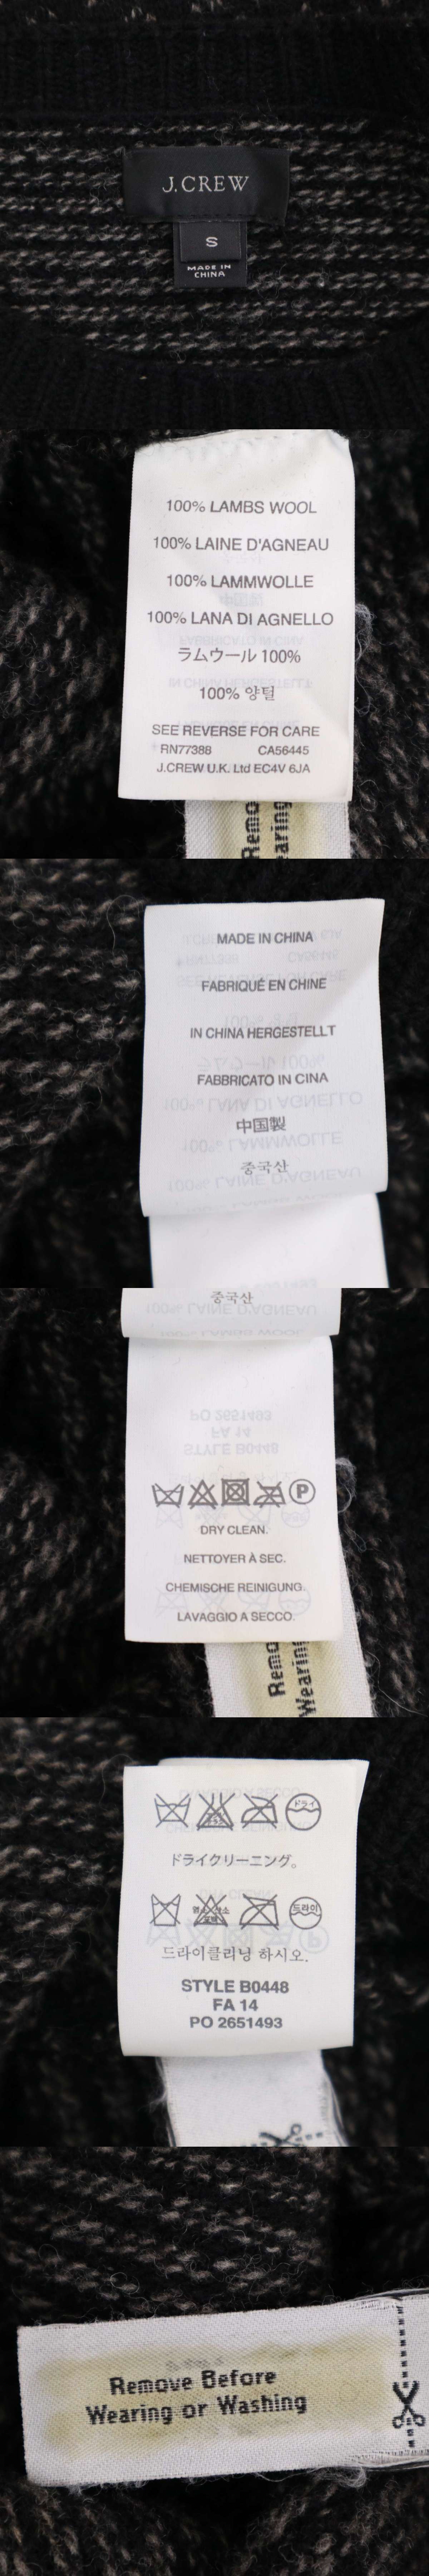 J.CREW
S
MADE IN
CHINA
100% LAMBS WOOL
100% LAINE D'AGNEAU
100% LAMMWOLLE
100% LANA DI AGNELLO
ラムウール 100%
100% 양털
SEE REVERSE FOR CARE
RN77388 CA56445
J.CREW U.K. Ltd EC4V 6JA
Remo
earing
MADE IN CHINA
FABRIQUÉ EN CHINE
IN CHINA HERGESTELLT
FABBRICATO IN CINA
中国製
중국산
중국산
P
DRY CLEAN.
NETTOYER À SEC.
CHEMISCHE REINIGUNG.
LAVAGGIO A SECCO.
Remo
Wearing
ドライ
ドライクリーニング。
드라이
드라이클리닝 하시오.
STYLE B0448
FA 14
PO 2651493
Remove Before
Wearing or Washing